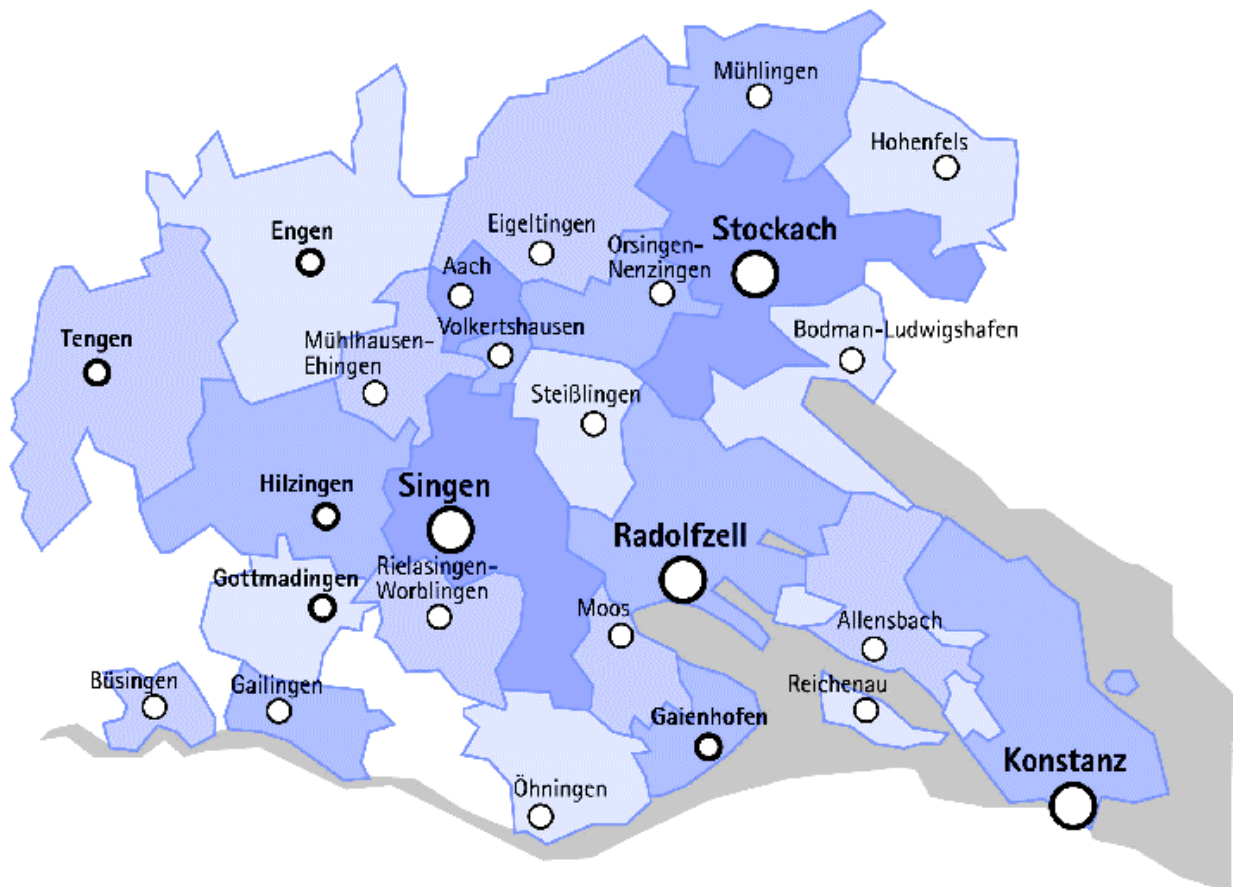 Mühlingen
Hohenfels
Eigeltingen
Stockach
Engen
Orsingen-
Nenzingen
Aach
Volkertshausen
Bodman-Ludwigshafen
Tengen
Mühlhausen-
Ehingen
Steißlingen
Hilzingen
Singen
Radolfzell
Gottmadingen
Rielasingen-
Worblingen
Moos
Allensbach
Büsingen
Gailingen
Reichenau
Gaienhofen
Konstanz
Öhningen